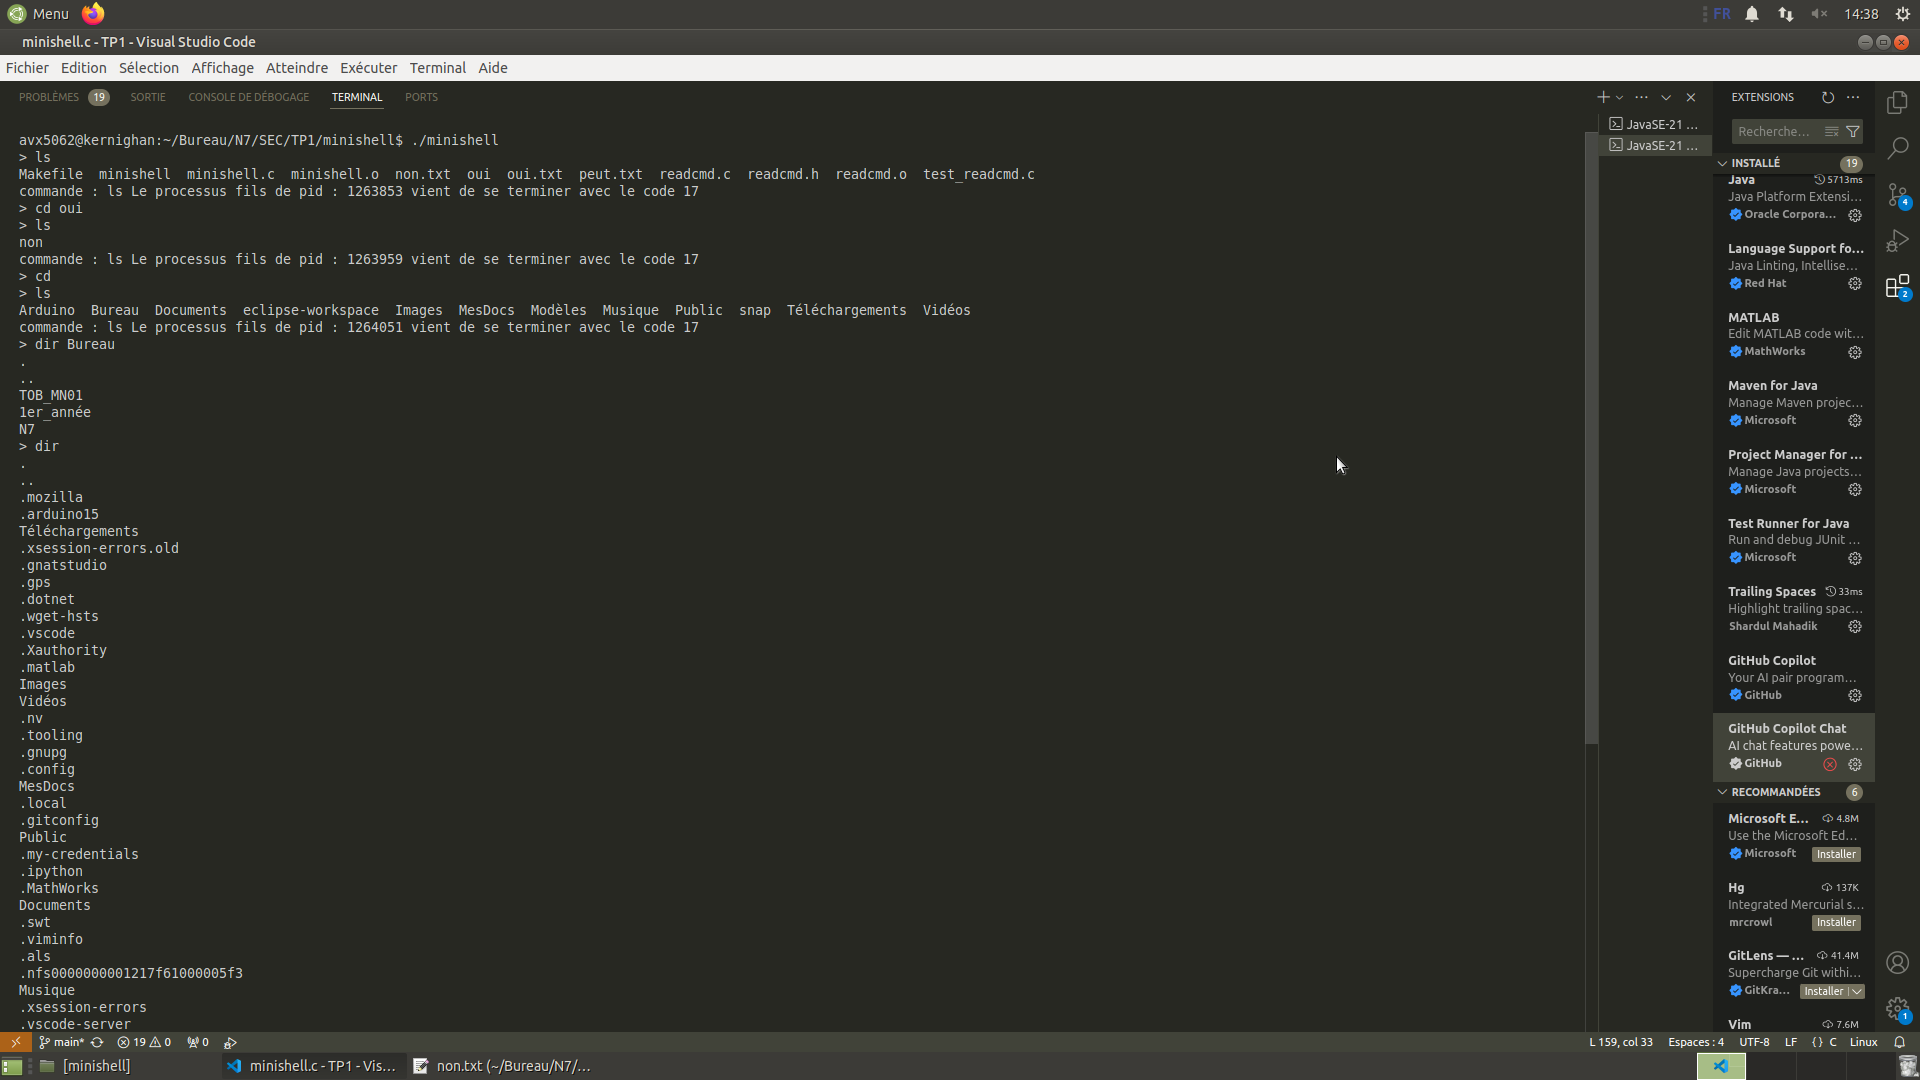 Menu
FR
14:38
minishell.c - TP1 - Visual Studio Code
Fichier Edition Sélection Affichage Atteindre Exécuter Terminal Aide
PROBLÈMES 19 SORTIE CONSOLE DE DÉBOGAGE TERMINAL PORTS
avx5062@kernighan:~/Bureau/N7/SEC/TP1/minishell$ ./minishell
> ls
Makefile minishell minishell.c minishell.o non.txt oui oui.txt peut.txt readcmd.c readcmd.h readcmd.o test_readcmd.c
commande : ls Le processus fils de pid : 1263853 vient de se terminer avec le code 17
> cd oui
> ls
non
commande : ls Le processus fils de pid : 1263959 vient de se terminer avec le code 17
> cd
> ls
Arduino Bureau Documents eclipse-workspace Images MesDocs Modèles Musique Public snap Téléchargements Vidéos
commande : ls Le processus fils de pid : 1264051 vient de se terminer avec le code 17
> dir Bureau
.
..
TOB_MN01
1er_année
N7
> dir
.
..
.mozilla
.arduino15
Téléchargements
.xsession-errors.old
.gnatstudio
.gps
.dotnet
.wget-hsts
.vscode
.Xauthority
.matlab
Images
Vidéos
.nv
.tooling
.gnupg
.config
MesDocs
.local
.gitconfig
Public
.my-credentials
.ipython
.MathWorks
Documents
.swt
.viminfo
.als
.nfs0000000001217f61000005f3
Musique
.xsession-errors
.vscode-server
JavaSE-21 ...
JavaSE-21 ...
EXTENSIONS
Recherche...
INSTALLÉ 19
Java 5713ms
Java Platform Extensi...
Oracle Corpora...
Language Support fo...
Java Linting, Intellise...
Red Hat
MATLAB
Edit MATLAB code wit...
MathWorks
Maven for Java
Manage Maven projec...
Microsoft
Project Manager for ...
Manage Java projects...
Microsoft
Test Runner for Java
Run and debug JUnit ...
Microsoft
Trailing Spaces 33ms
Highlight trailing spac...
Shardul Mahadik
GitHub Copilot
Your AI pair program...
GitHub
GitHub Copilot Chat
AI chat features powe...
GitHub
RECOMMANDÉES 6
Microsoft E... 4.8M
Use the Microsoft Ed...
Microsoft Installer
Hg 137K
Integrated Mercurial s...
mrcrowl Installer
GitLens — ... 41.4M
Supercharge Git withi...
GitKra... Installer
Vim 7.6M
4
2
1
main* 19 0 0
L 159, col 33 Espaces : 4 UTF-8 LF {} C Linux
[minishell] minishell.c - TP1 - Vis... non.txt (~/Bureau/N7/...